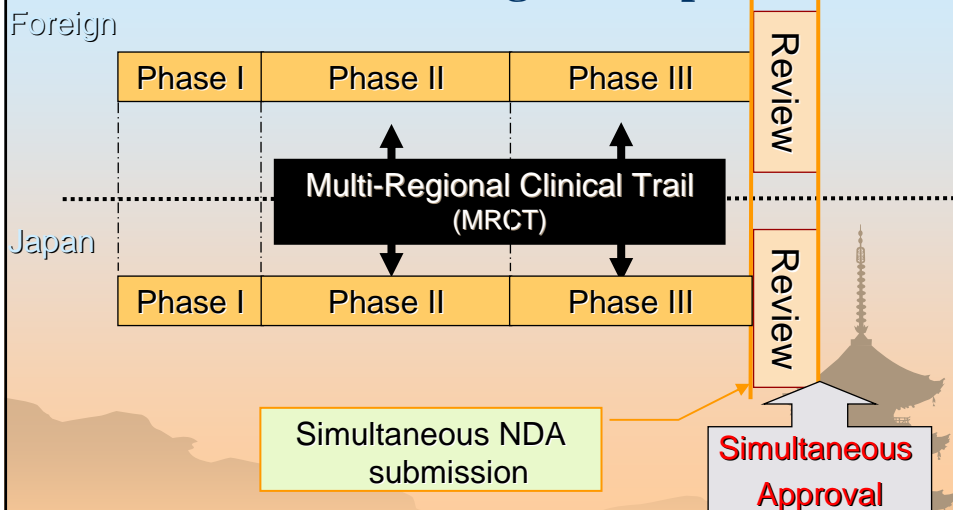 Foreign
Phase I Phase II Phase III
Review
Multi-Regional Clinical Trail
(MRCT)
Japan
Phase I Phase II Phase III
Review
Simultaneous NDA
submission
Simultaneous
Approval